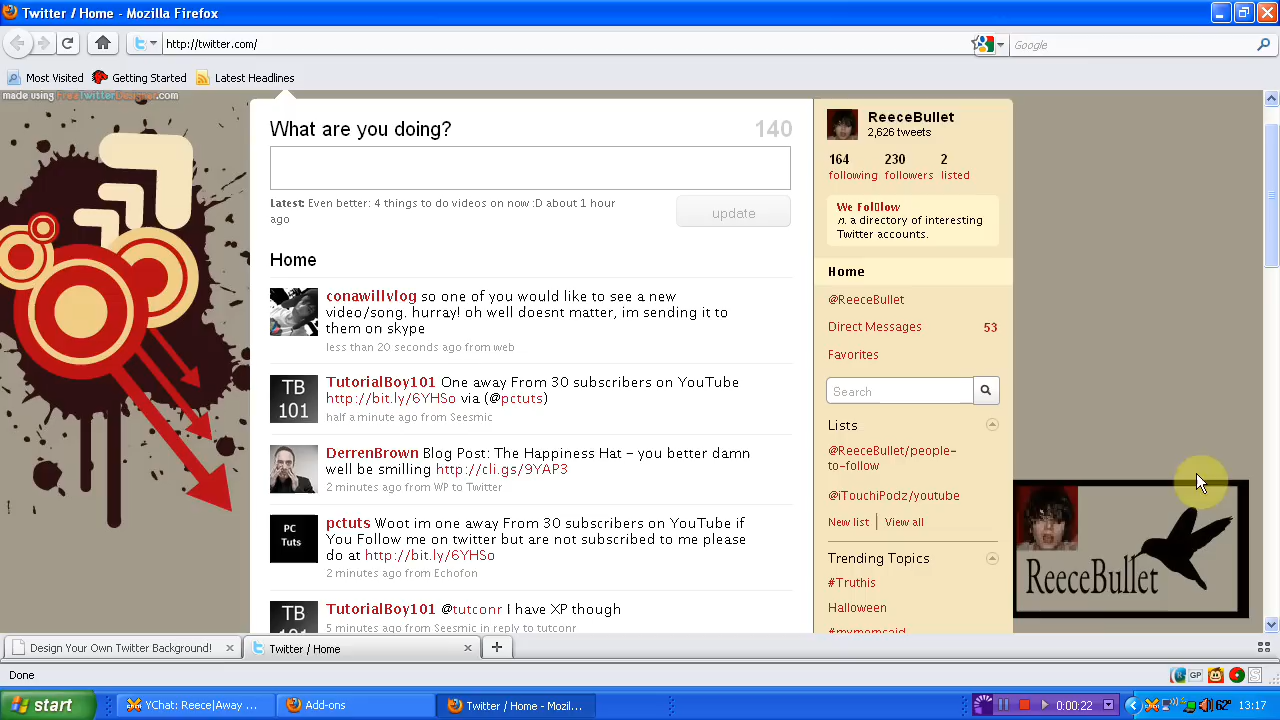 Twitter / Home - Mozilla Firefox
http://twitter.com/
Google
Most Visited
Getting Started
Latest Headlines
made using FreeTwitterDesigner.com
What are you doing?
140
Latest: Even better: 4 things to do videos on now :D about 1 hour
ago
update
Home
conawillvlog so one of you would like to see a new
video/song. hurray! oh well doesnt matter, im sending it to
them on skype
less than 20 seconds ago from web
TB
101
TutorialBoy101 One away From 30 subscribers on YouTube
http://bit.ly/6YHSo via (@pctuts)
half a minute ago from Seesmic
DerrenBrown Blog Post: The Happiness Hat – you better damn
well be smilling http://cli.gs/9YAP3
2 minutes ago from WP to Twitter
PC
Tuts
pctuts Woot im one away From 30 subscribers on YouTube if
You Follow me on twitter but are not subscribed to me please
do at http://bit.ly/6YHSo
2 minutes ago from Echofon
TB
101
TutorialBoy101 @tutconr I have XP though
5 minutes ago from Seesmic in reply to tutconr
ReeceBullet
2,626 tweets
164 230 2
following followers listed
We Follow
n. a directory of interesting
Twitter accounts.
Home
@ReeceBullet
Direct Messages 53
Favorites
Search
Lists
@ReeceBullet/people-
to-follow
@iTouchiPodz/youtube
New list View all
Trending Topics
#Truthis
Halloween
#mymomsaid
ReeceBullet
Design Your Own Twitter Background!
Twitter / Home
Done
GP
S
start
YChat: Reece|Away ...
Add-ons
Twitter / Home - Mozil...
0:00:22
62°
13:17